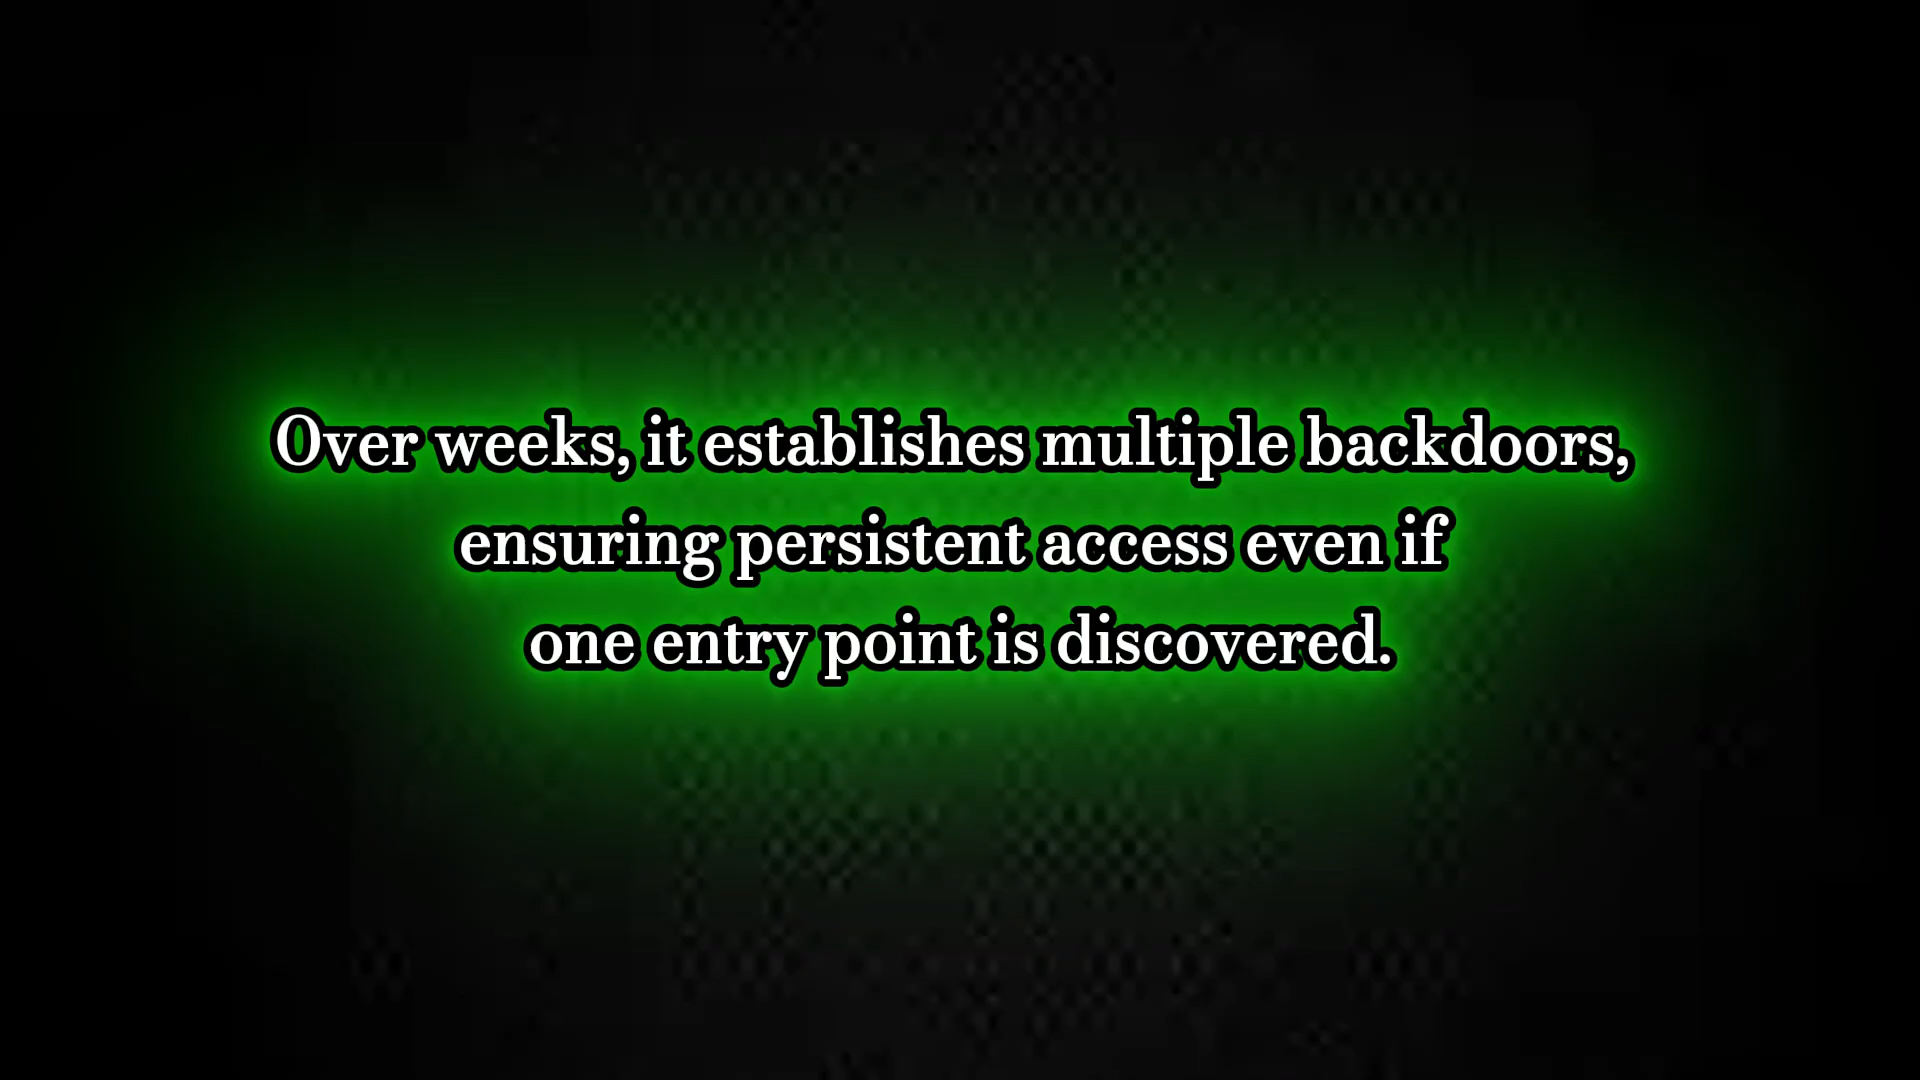 Over weeks, it establishes multiple backdoors,
ensuring persistent access even if
one entry point is discovered.